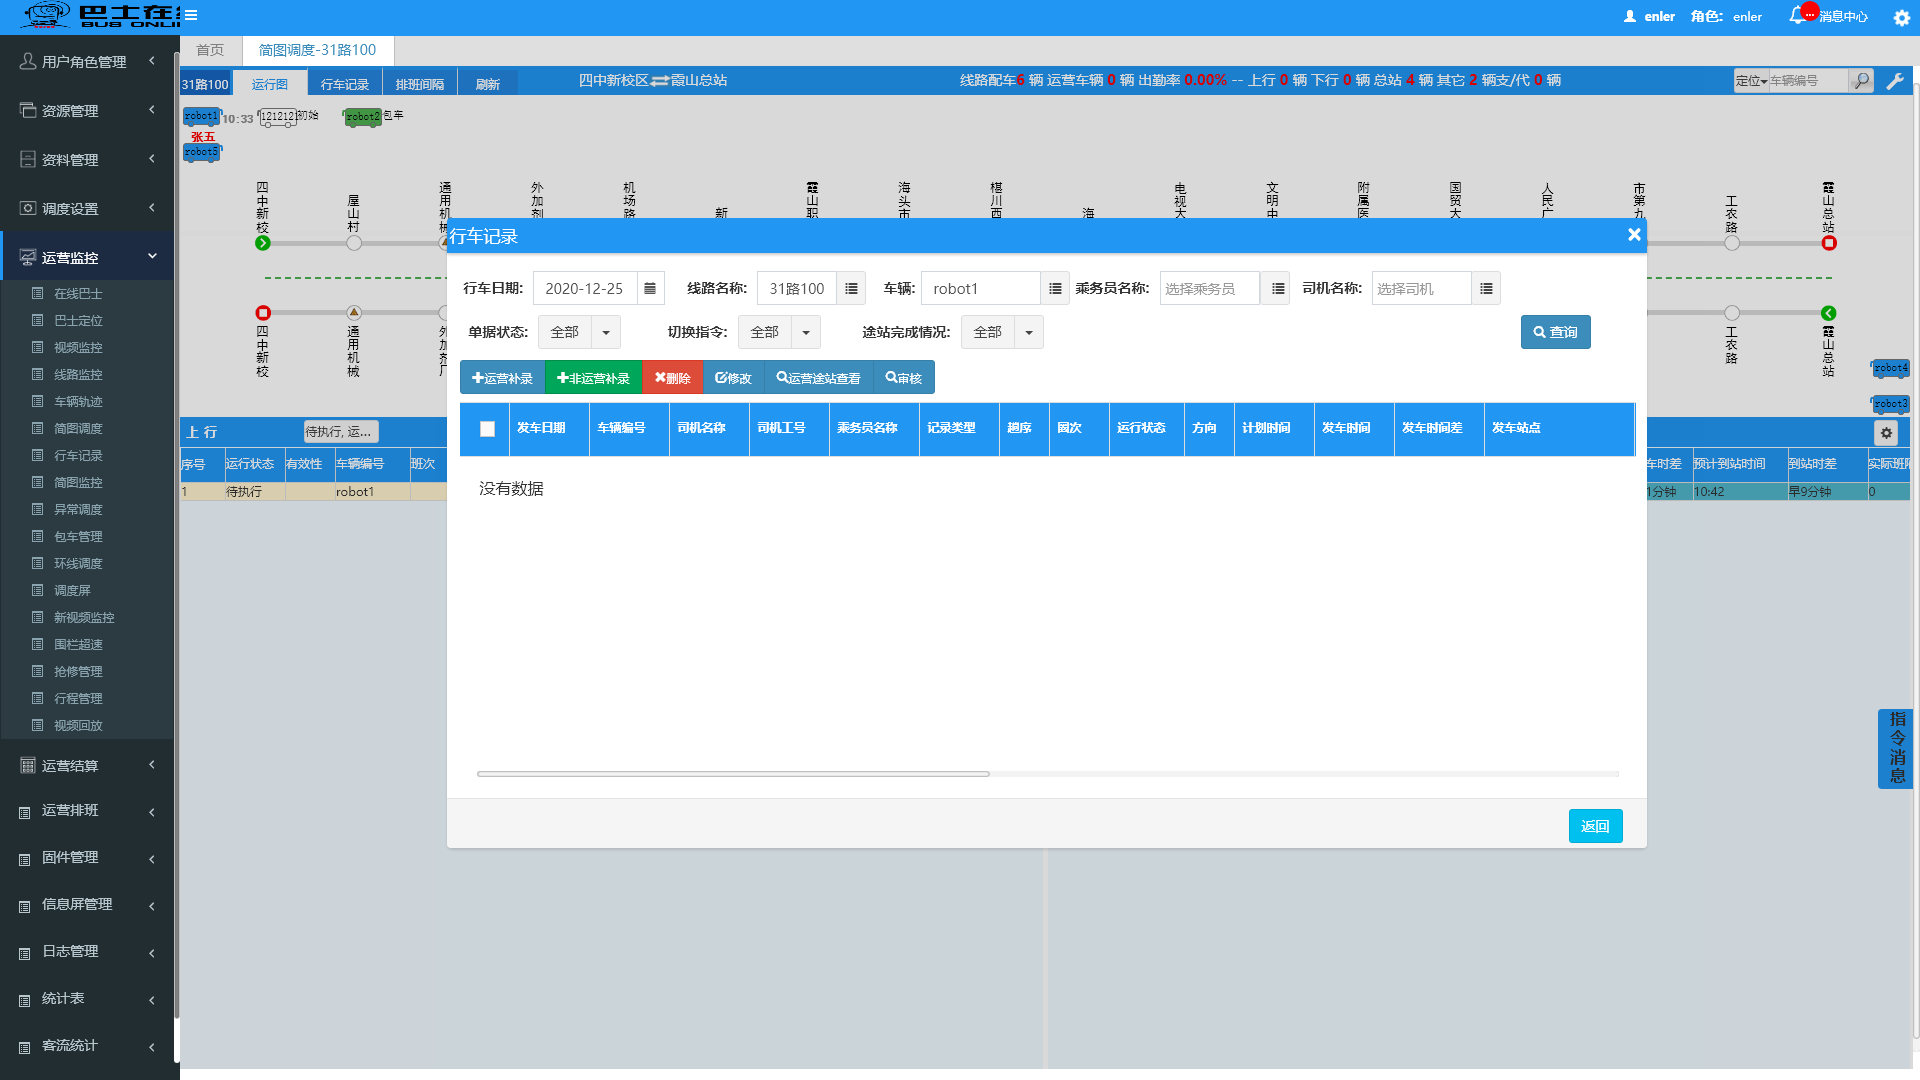 巴士在线
BUS ONLI
enler 角色: enler ... 消息中心
首页 简图调度-31路100
用户角色管理
资源管理
资料管理
调度设置
运营监控
在线巴士
巴士定位
视频监控
线路监控
车辆轨迹
简图调度
行车记录
简图监控
异常调度
包车管理
环线调度
调度屏
新视频监控
围栏超速
抢修管理
行程管理
视频回放
运营结算
运营排班
固件管理
信息屏管理
日志管理
统计表
客流统计
31路100 运行图 行车记录 排班间隔 刷新 四中新校区⇌霞山总站 线路配车6 辆 运营车辆 0 辆 出勤率 0.00% -- 上行 0 辆 下行 0 辆 总站 4 辆 其它 2 辆支/代 0 辆 定位 车辆编号
robot1 10:33 121212 初始 robot2 包车
张五
robot5
四中新校 屋山村 通用机械 外加剂 机场路 新 霞山职 海头市 椹川西 海 电视大 文明中 附属医 国贸大 人民广 市第九 工农路 霞山总站
四中新校 通用机械 外加剂厂 工农路 霞山总站
robot4
robot3
上行 待执行, 运...
序号 运行状态 有效性 车辆编号 班次 车时差 预计到站时间 到站时差 实际班
1 待执行 robot1 1分钟 10:42 早9分钟 0
指令消息
行车记录
行车日期: 2020-12-25 线路名称: 31路100 车辆: robot1 乘务员名称: 选择乘务员 司机名称: 选择司机
单据状态: 全部 切换指令: 全部 途站完成情况: 全部 查询
运营补录 非运营补录 删除 修改 运营途站查看 审核
发车日期 车辆编号 司机名称 司机工号 乘务员名称 记录类型 趟序 圈次 运行状态 方向 计划时间 发车时间 发车时间差 发车站点
没有数据
返回